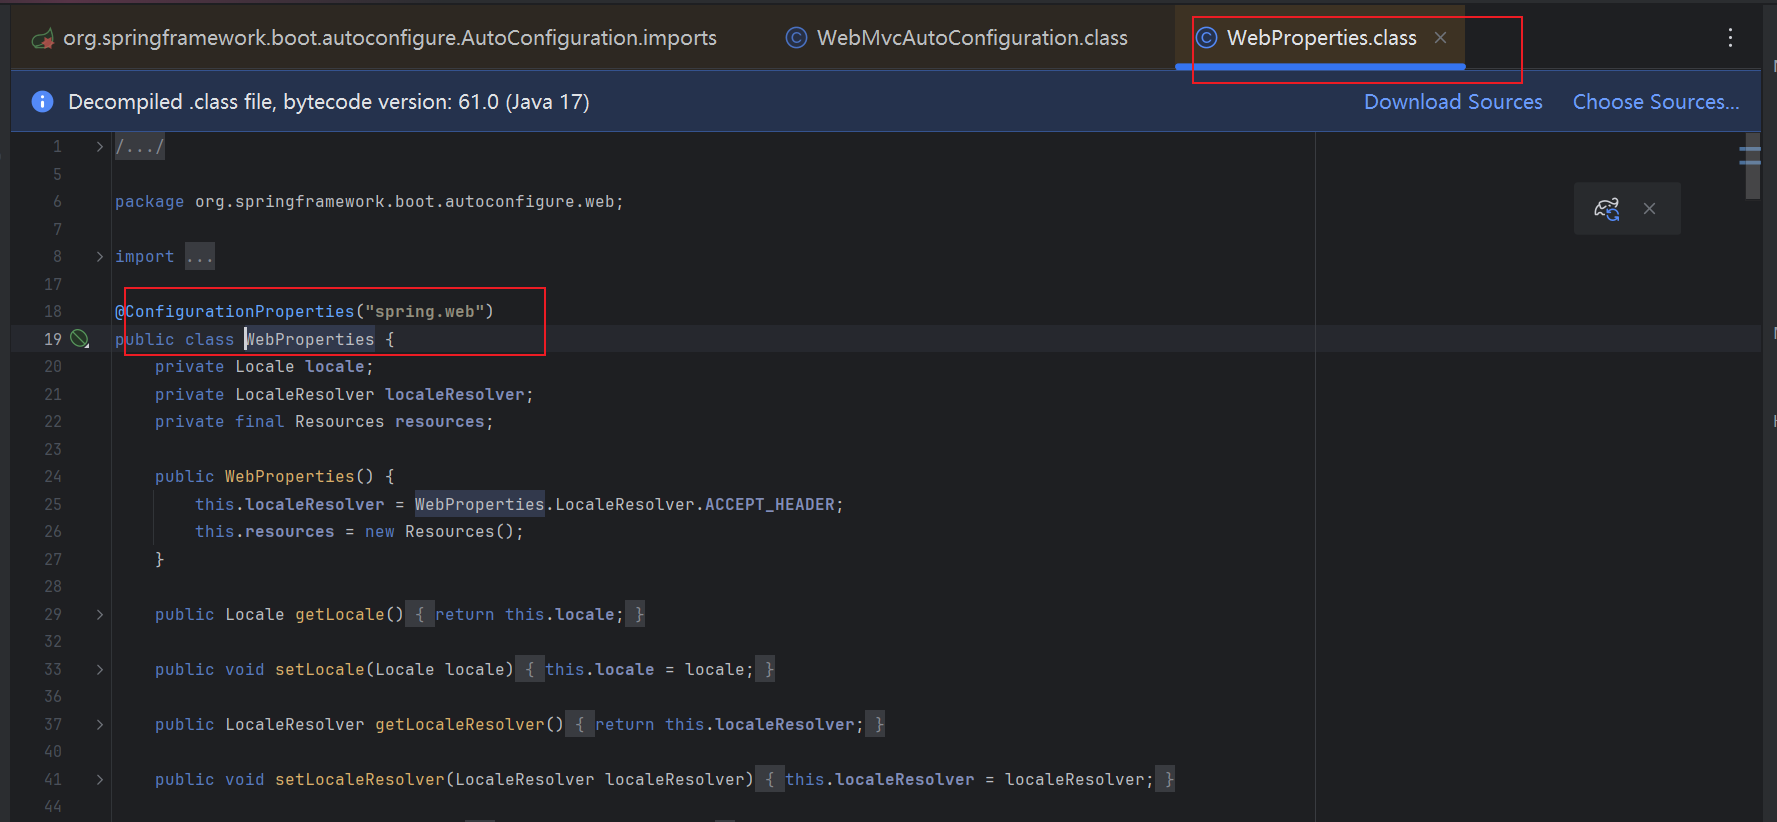 org.springframework.boot.autoconfigure.AutoConfiguration.imports WebMvcAutoConfiguration.class WebProperties.class
Decompiled .class file, bytecode version: 61.0 (Java 17) Download Sources Choose Sources...
1 /.../
5
6 package org.springframework.boot.autoconfigure.web;
7
8 import ...
17
18 @ConfigurationProperties("spring.web")
19 public class WebProperties {
20 private Locale locale;
21 private LocaleResolver localeResolver;
22 private final Resources resources;
23
24 public WebProperties() {
25 this.localeResolver = WebProperties.LocaleResolver.ACCEPT_HEADER;
26 this.resources = new Resources();
27 }
28
29 public Locale getLocale() { return this.locale; }
32
33 public void setLocale(Locale locale) { this.locale = locale; }
36
37 public LocaleResolver getLocaleResolver() { return this.localeResolver; }
40
41 public void setLocaleResolver(LocaleResolver localeResolver) { this.localeResolver = localeResolver; }
44